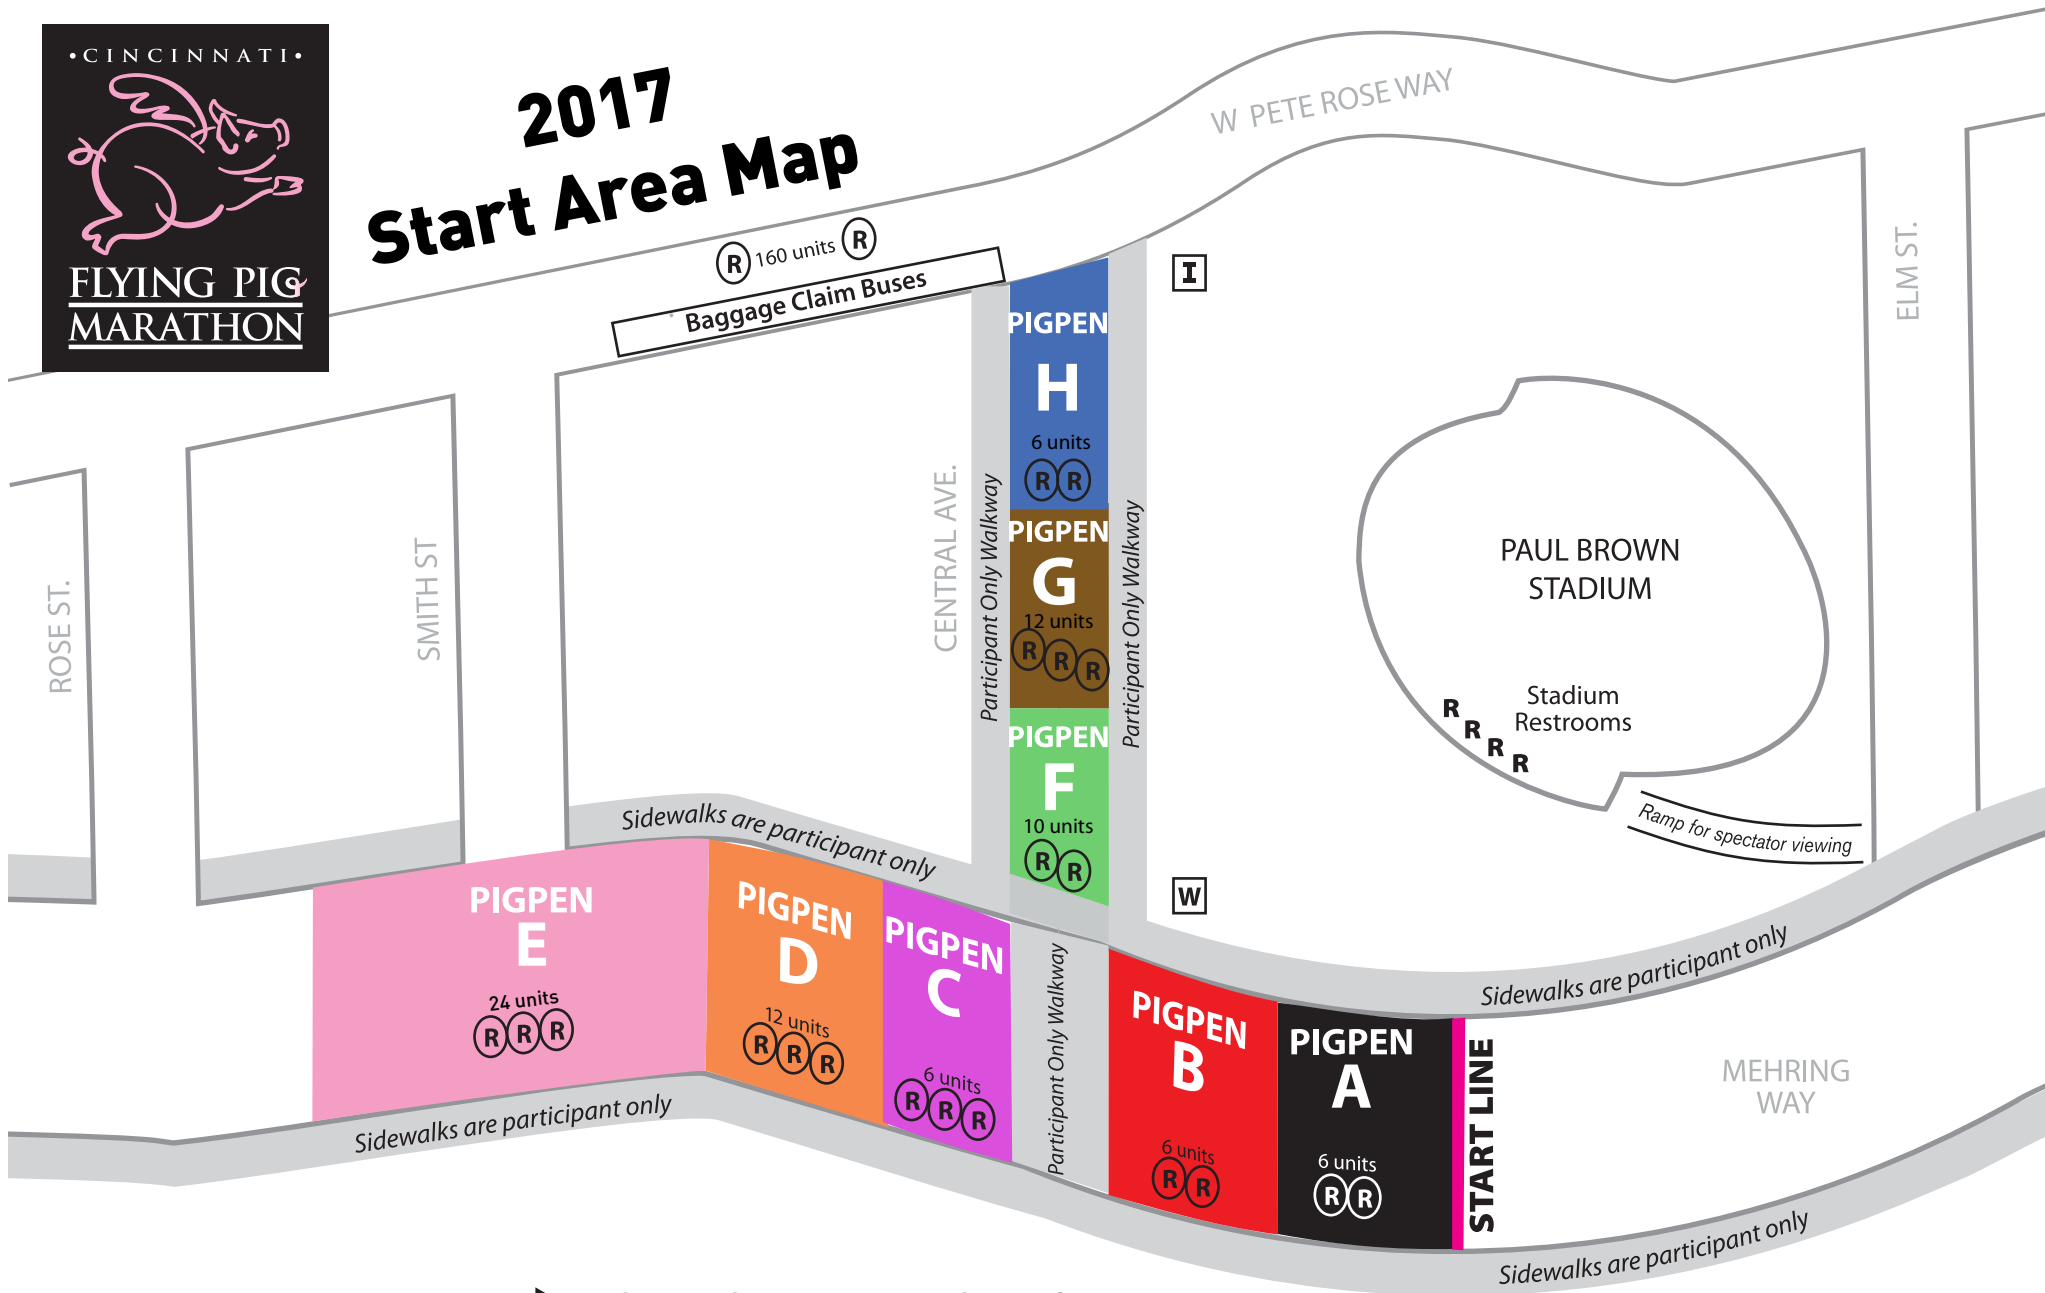 •CINCINNATI•
FLYING PIG
MARATHON
2017
Start Area Map
W PETE ROSE WAY
R 160 units R
Baggage Claim Buses
I
ELM ST.
PIGPEN
H
6 units
R R
PIGPEN
G
12 units
R R R
PIGPEN
F
10 units
R R
Participant Only Walkway
Participant Only Walkway
CENTRAL AVE.
SMITH ST
ROSE ST.
PAUL BROWN
STADIUM
Stadium
Restrooms
R
R
R
R
Ramp for spectator viewing
W
Sidewalks are participant only
PIGPEN
E
24 units
R R R
PIGPEN
D
12 units
R R R
PIGPEN
C
6 units
R R R
Participant Only Walkway
PIGPEN
B
6 units
R R
PIGPEN
A
6 units
R R
START LINE
Sidewalks are participant only
MEHRING
WAY
Sidewalks are participant only
Sidewalks are participant only